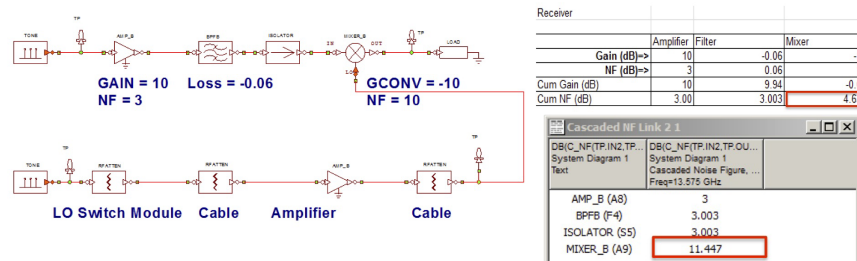 TP
TP
TONE
AMP_B
BPFB
ISOLATOR
MIXER_B
LOAD
IN
OUT
LO
GAIN = 10
NF = 3
Loss = -0.06
GCONV = -10
NF = 10
TP
TP
TONE
RFATTEN
RFATTEN
AMP_B
RFATTEN
LO Switch Module
Cable
Amplifier
Cable
Receiver
Amplifier Filter Mixer
Gain (dB)=> 10 -0.06 -
NF (dB)=> 3 0.06
Cum Gain (dB) 10 9.94 -0.
Cum NF (dB) 3.00 3.003 4.6
Cascaded NF Link 2 1
DB(C_NF(TP.IN2,TP... DB(C_NF(TP.IN2,TP.OU...
System Diagram 1 System Diagram 1
Text Cascaded Noise Figure, ...
Freq=13.575 GHz
AMP_B (A8) 3
BPFB (F4) 3.003
ISOLATOR (S5) 3.003
MIXER_B (A9) 11.447